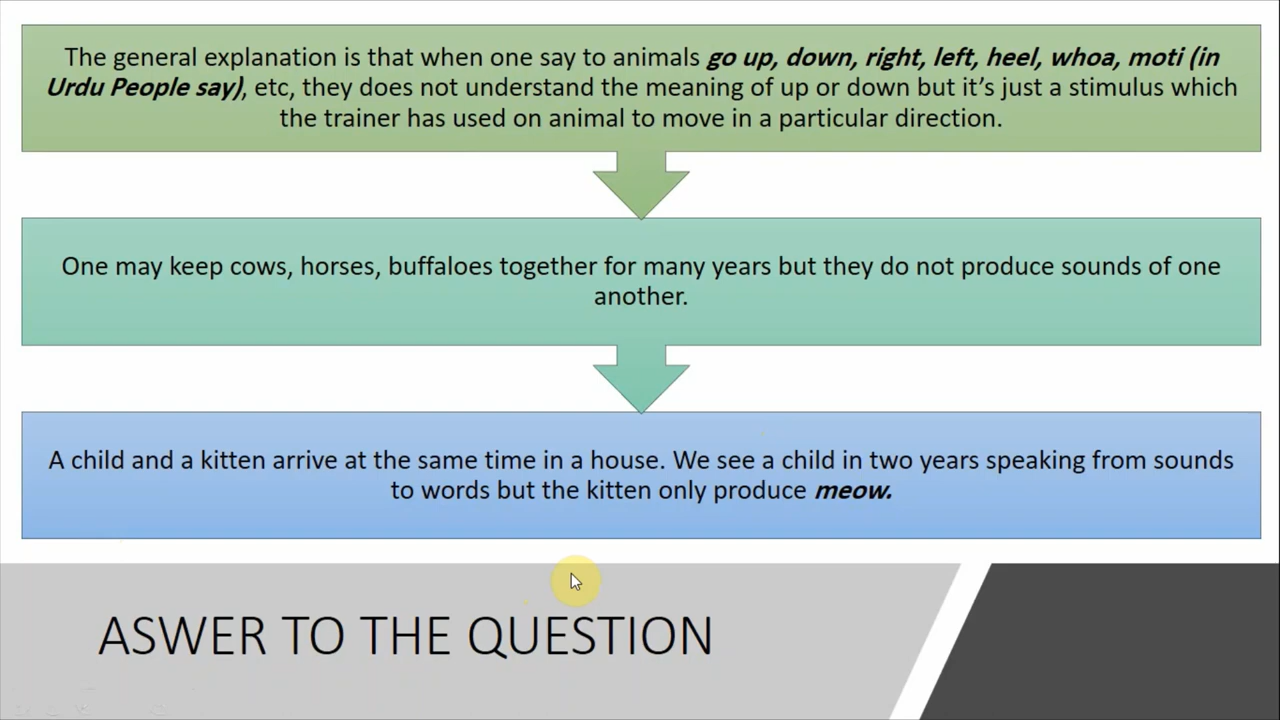 The general explanation is that when one say to animals go up, down, right, left, heel, whoa, moti (in
Urdu People say), etc, they does not understand the meaning of up or down but it’s just a stimulus which
the trainer has used on animal to move in a particular direction.
One may keep cows, horses, buffaloes together for many years but they do not produce sounds of one
another.
A child and a kitten arrive at the same time in a house. We see a child in two years speaking from sounds
to words but the kitten only produce meow.
ASWER TO THE QUESTION